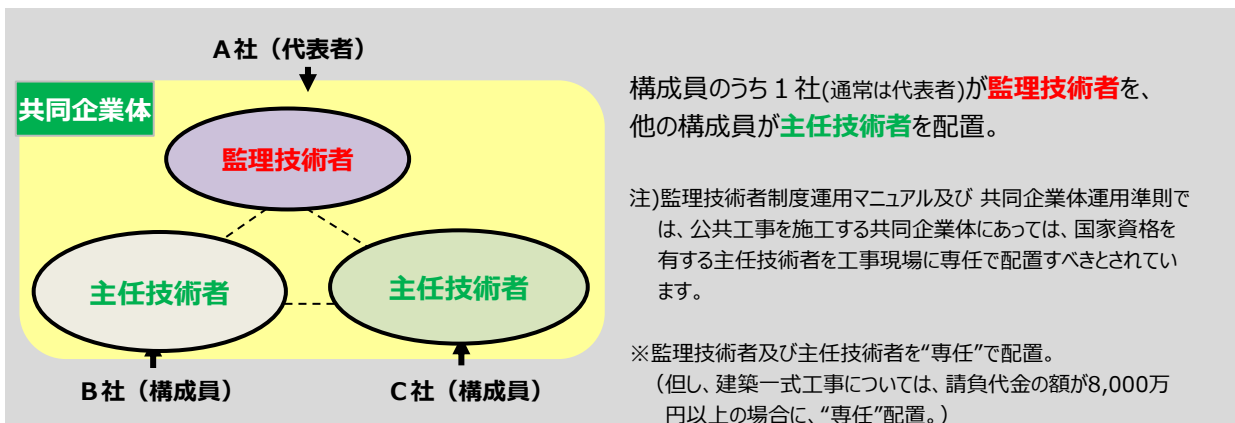 A社（代表者）
共同企業体
監理技術者
主任技術者
主任技術者
B社（構成員）
C社（構成員）
構成員のうち１社(通常は代表者)が監理技術者を、
他の構成員が主任技術者を配置。
注)監理技術者制度運用マニュアル及び 共同企業体運用準則で
は、公共工事を施工する共同企業体にあっては、国家資格を
有する主任技術者を工事現場に専任で配置すべきとされてい
ます。
※監理技術者及び主任技術者を“専任”で配置。
（但し、建築一式工事については、請負代金の額が8,000万
円以上の場合に、“専任”配置。）